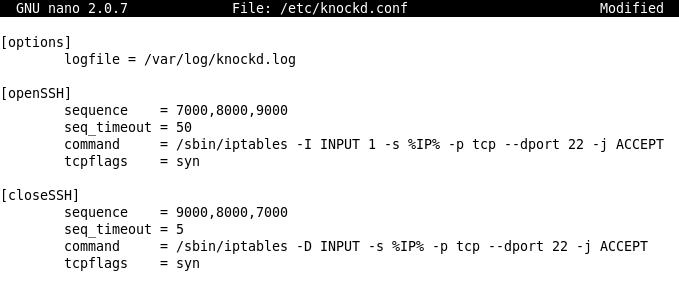 GNU nano 2.0.7 File: /etc/knockd.conf Modified
[options]
logfile = /var/log/knockd.log
[openSSH]
sequence = 7000,8000,9000
seq_timeout = 50
command = /sbin/iptables -I INPUT 1 -s %IP% -p tcp --dport 22 -j ACCEPT
tcpflags = syn
[closeSSH]
sequence = 9000,8000,7000
seq_timeout = 5
command = /sbin/iptables -D INPUT -s %IP% -p tcp --dport 22 -j ACCEPT
tcpflags = syn